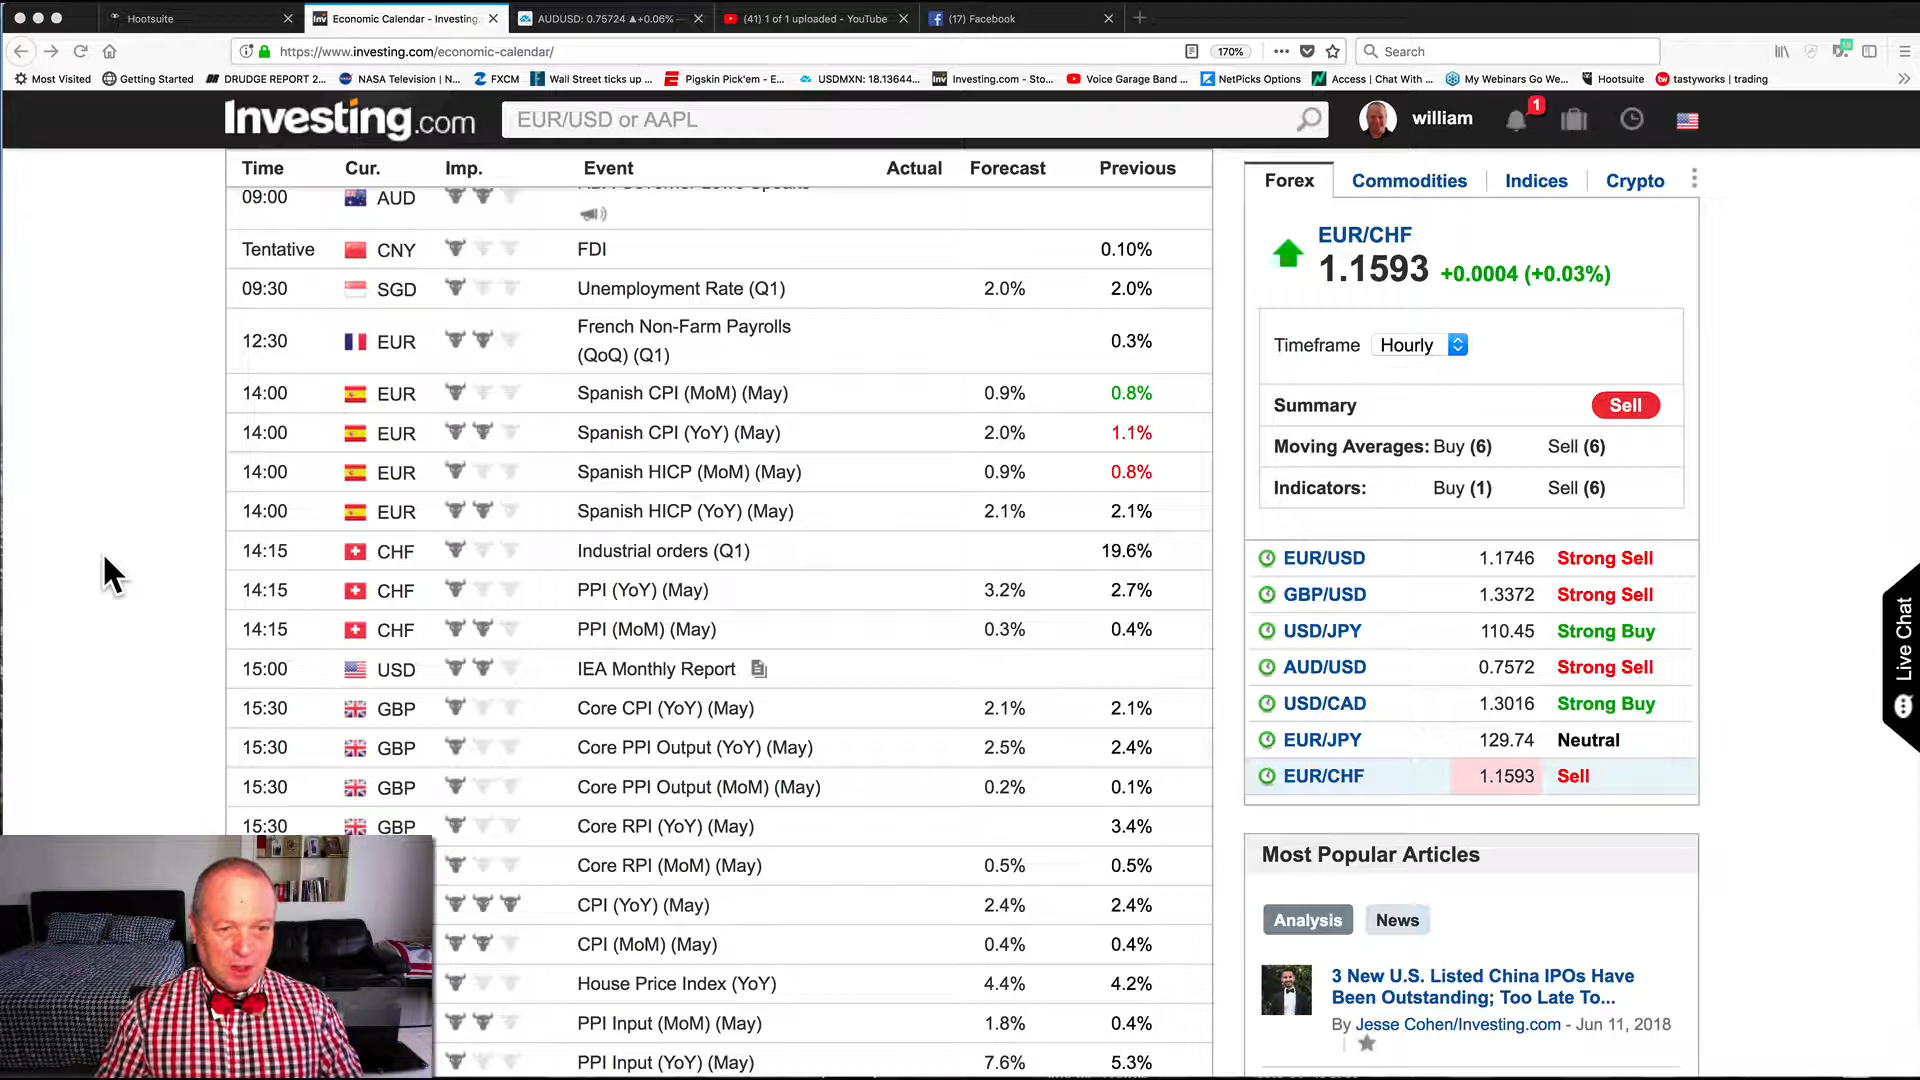 Hootsuite
Economic Calendar - Investing.
AUDUSD: 0.75724 ▲+0.06%
(41) 1 of 1 uploaded - YouTube
(17) Facebook
https://www.investing.com/economic-calendar/
170%
Search
Most Visited
Getting Started
DRUDGE REPORT 2...
NASA Television | N...
FXCM
Wall Street ticks up ...
Pigskin Pick'em - E...
USDMXN: 18.13644...
Investing.com - Sto...
Voice Garage Band ...
NetPicks Options
Access | Chat With ...
My Webinars Go We...
Hootsuite
tastyworks | trading
Investing.com
EUR/USD or AAPL
william
1
Time Cur. Imp. Event Actual Forecast Previous
09:00 AUD
Tentative CNY FDI 0.10%
09:30 SGD Unemployment Rate (Q1) 2.0% 2.0%
12:30 EUR French Non-Farm Payrolls (QoQ) (Q1) 0.3%
14:00 EUR Spanish CPI (MoM) (May) 0.9% 0.8%
14:00 EUR Spanish CPI (YoY) (May) 2.0% 1.1%
14:00 EUR Spanish HICP (MoM) (May) 0.9% 0.8%
14:00 EUR Spanish HICP (YoY) (May) 2.1% 2.1%
14:15 CHF Industrial orders (Q1) 19.6%
14:15 CHF PPI (YoY) (May) 3.2% 2.7%
14:15 CHF PPI (MoM) (May) 0.3% 0.4%
15:00 USD IEA Monthly Report
15:30 GBP Core CPI (YoY) (May) 2.1% 2.1%
15:30 GBP Core PPI Output (YoY) (May) 2.5% 2.4%
15:30 GBP Core PPI Output (MoM) (May) 0.2% 0.1%
15:30 GBP Core RPI (YoY) (May) 3.4%
Core RPI (MoM) (May) 0.5% 0.5%
CPI (YoY) (May) 2.4% 2.4%
CPI (MoM) (May) 0.4% 0.4%
House Price Index (YoY) 4.4% 4.2%
PPI Input (MoM) (May) 1.8% 0.4%
PPI Input (YoY) (May) 7.6% 5.3%
Forex Commodities Indices Crypto
EUR/CHF
1.1593 +0.0004 (+0.03%)
Timeframe Hourly
Summary Sell
Moving Averages: Buy (6) Sell (6)
Indicators: Buy (1) Sell (6)
EUR/USD 1.1746 Strong Sell
GBP/USD 1.3372 Strong Sell
USD/JPY 110.45 Strong Buy
AUD/USD 0.7572 Strong Sell
USD/CAD 1.3016 Strong Buy
EUR/JPY 129.74 Neutral
EUR/CHF 1.1593 Sell
Most Popular Articles
Analysis News
3 New U.S. Listed China IPOs Have
Been Outstanding; Too Late To...
By Jesse Cohen/Investing.com - Jun 11, 2018
Live Chat